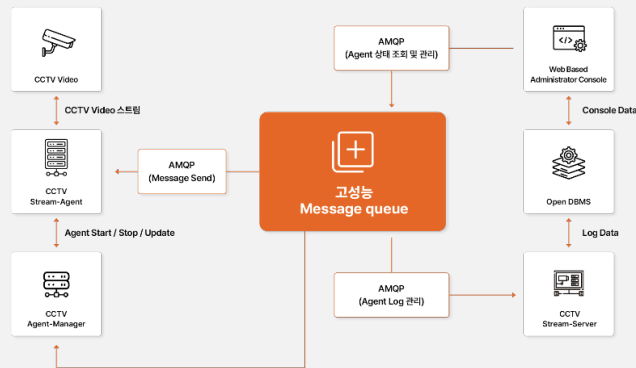 CCTV Video
CCTV Video 스트림
CCTV
Stream-Agent
Agent Start / Stop / Update
CCTV
Agent-Manager
AMQP
(Message Send)
AMQP
(Agent 상태 조회 및 관리)
고성능
Message queue
AMQP
(Agent Log 관리)
Web Based
Administrator Console
Console Data
Open DBMS
Log Data
CCTV
Stream-Server